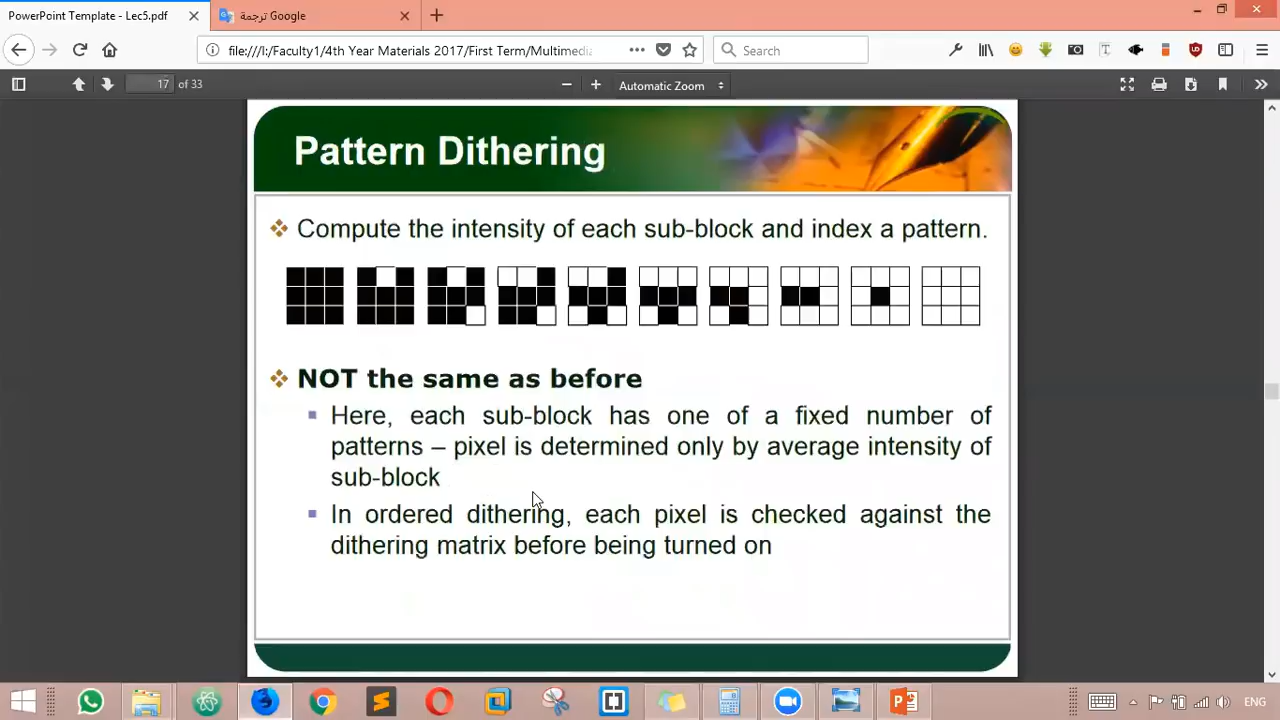 PowerPoint Template - Lec5.pdf
ترجمة Google
file:///I:/Faculty1/4th Year Materials 2017/First Term/Multimedia
Search
17 of 33
Automatic Zoom
Pattern Dithering
Compute the intensity of each sub-block and index a pattern.
NOT the same as before
Here, each sub-block has one of a fixed number of
patterns – pixel is determined only by average intensity of
sub-block
In ordered dithering, each pixel is checked against the
dithering matrix before being turned on
ENG